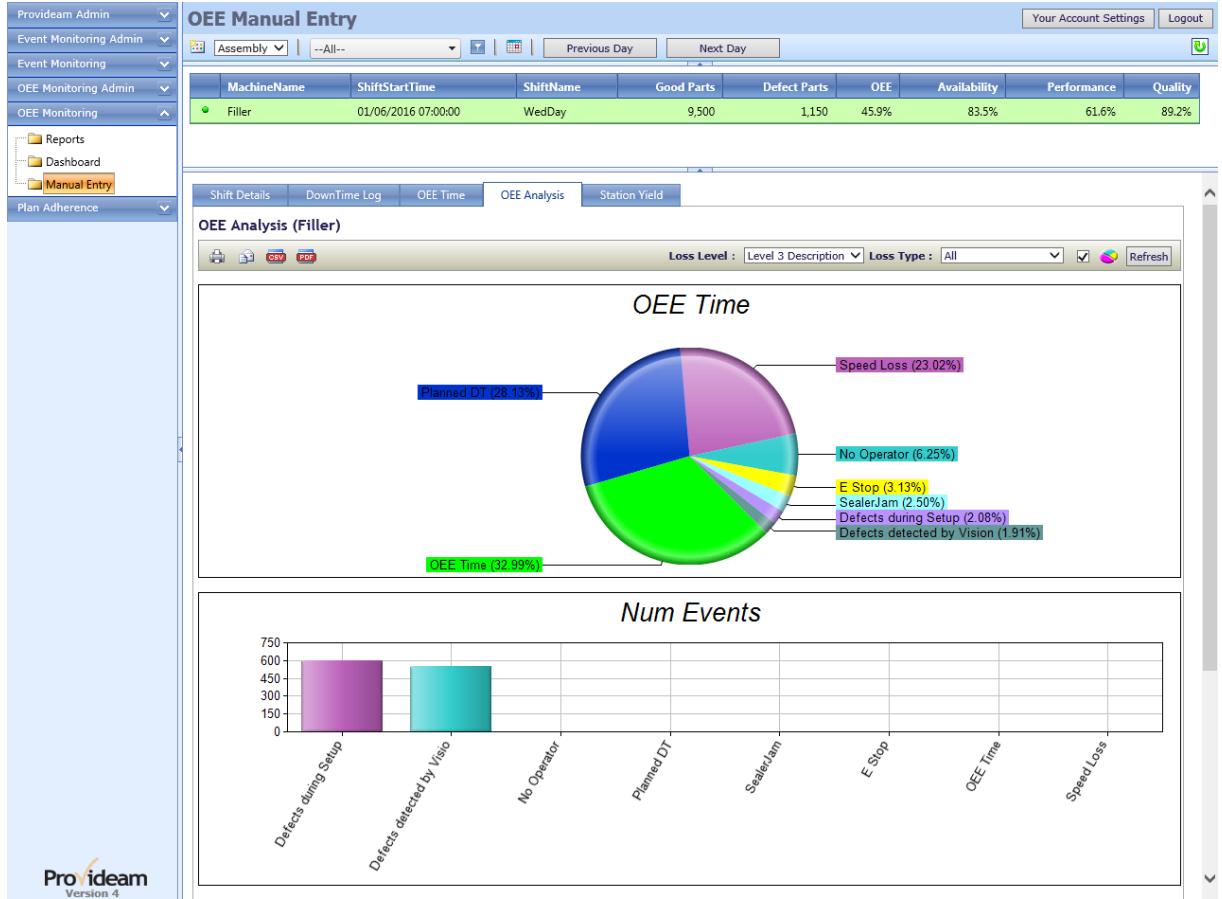 Provideam Admin
Event Monitoring Admin
Event Monitoring
OEE Monitoring Admin
OEE Monitoring
Reports
Dashboard
Manual Entry
Plan Adherence
Provideam
Version 4
OEE Manual Entry
Your Account Settings
Logout
Assembly
--All--
Previous Day
Next Day
MachineName ShiftStartTime ShiftName Good Parts Defect Parts OEE Availability Performance Quality
Filler 01/06/2016 07:00:00 WedDay 9,500 1,150 45.9% 83.5% 61.6% 89.2%
Shift Details DownTime Log OEE Time OEE Analysis Station Yield
OEE Analysis (Filler)
CSV PDF Loss Level : Level 3 Description Loss Type : All Refresh
OEE Time
Speed Loss (23.02%)
Planned DT (28.13%)
No Operator (6.25%)
E Stop (3.13%)
SealerJam (2.50%)
Defects during Setup (2.08%)
Defects detected by Vision (1.91%)
OEE Time (32.99%)
Num Events
750
600
450
300
150
0
Defects during Setup
Defects detected by Visio
No Operator
Planned DT
SealerJam
E Stop
OEE Time
Speed Loss